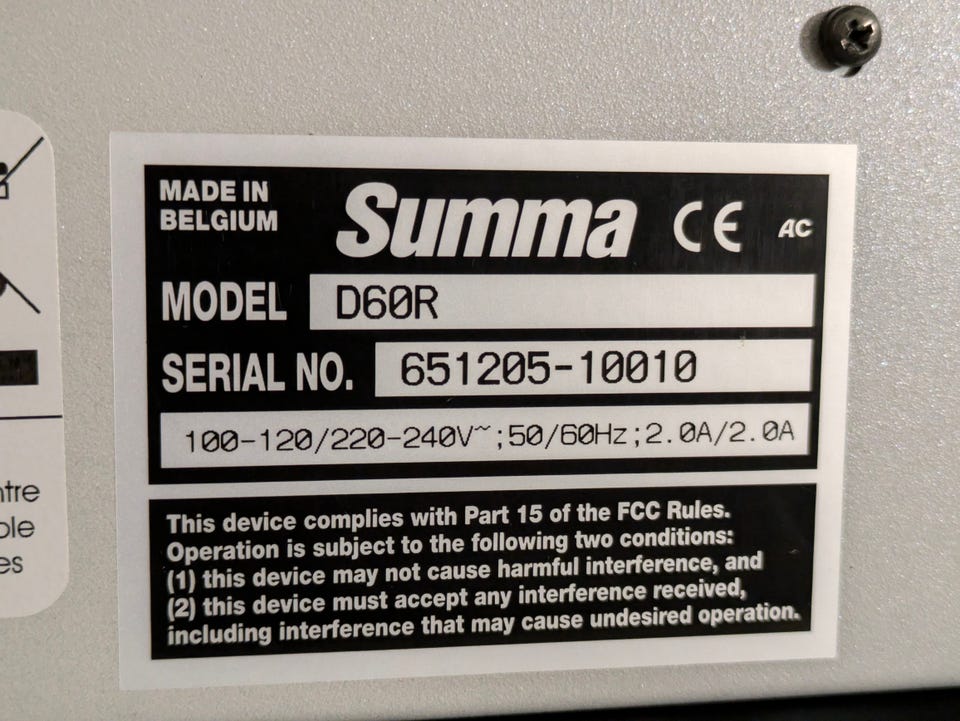 MADE IN
BELGIUM
Summa CE AC
MODEL D60R
SERIAL NO. 651205-10010
100-120/220-240V~;50/60Hz;2.0A/2.0A
This device complies with Part 15 of the FCC Rules.
Operation is subject to the following two conditions:
(1) this device may not cause harmful interference, and
(2) this device must accept any interference received,
including interference that may cause undesired operation.